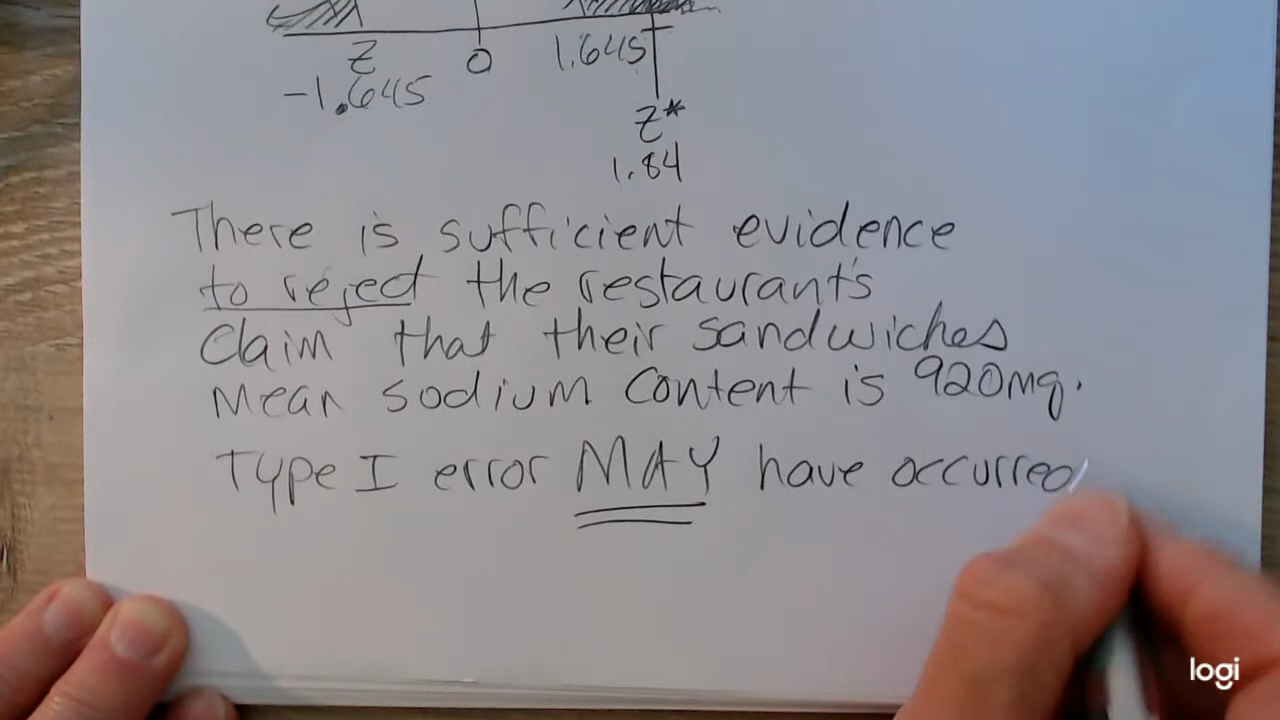 Z 0 1.645
-1.645
Z*
1.84
There is sufficient evidence
to reject the restaurant's
claim that their sandwiches
mean sodium content is 920mg.
Type I error MAY have occurred
logi